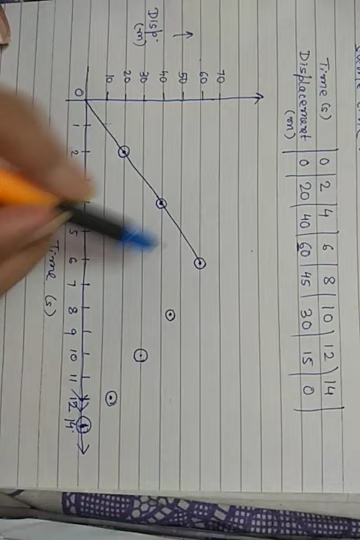 Time (s) 0 2 4 6 8 10 12 14
Displacement (m) 0 20 40 60 45 30 15 0
Disp. (m)
70
60
50
40
30
20
10
0 1 2 5 6 7 8 9 10 11 12 14
Time (s)